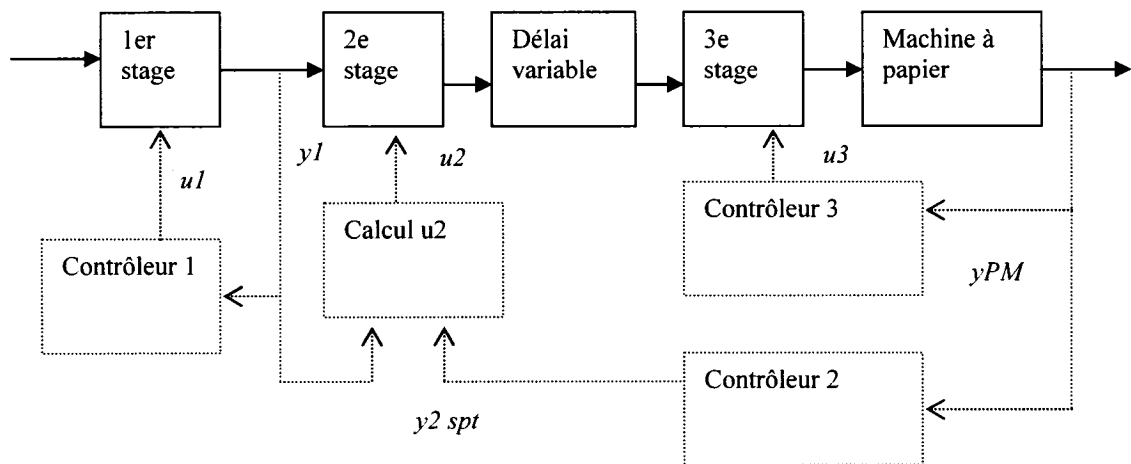 1er
stage
2e
stage
Délai
variable
3e
stage
Machine à
papier
y1
u2
u3
u1
Calcul u2
Contrôleur 3
Contrôleur 1
yPM
Contrôleur 2
y2 spt